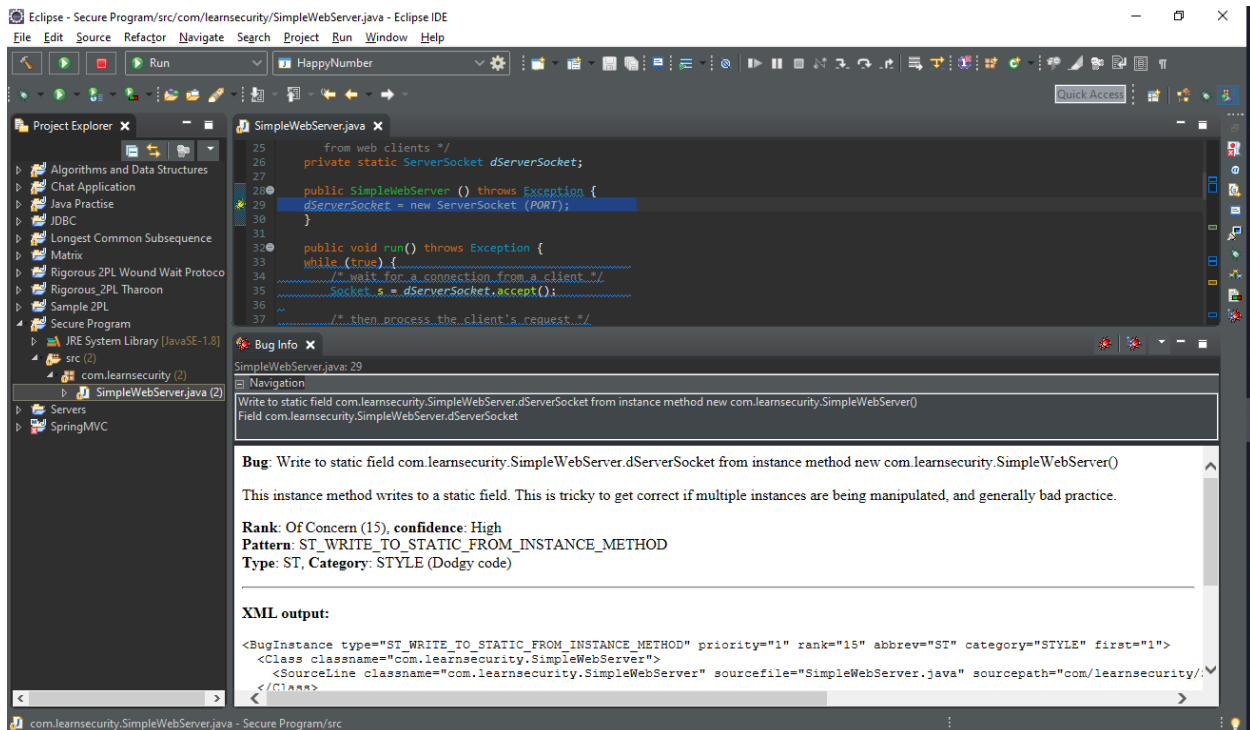 Eclipse - Secure Program/src/com/learnsecurity/SimpleWebServer.java - Eclipse IDE
File Edit Source Refactor Navigate Search Project Run Window Help
Run HappyNumber
Quick Access
Project Explorer
Algorithms and Data Structures
Chat Application
Java Practise
JDBC
Longest Common Subsequence
Matrix
Rigorous 2PL Wound Wait Protoco
Rigorous_2PL Tharoon
Sample 2PL
Secure Program
JRE System Library [JavaSE-1.8]
src (2)
com.learnsecurity (2)
SimpleWebServer.java (2)
Servers
SpringMVC
SimpleWebServer.java
25 from web clients */
26 private static ServerSocket dServerSocket;
27
28 public SimpleWebServer () throws Exception {
29 dServerSocket = new ServerSocket (PORT);
30 }
31
32 public void run() throws Exception {
33 while (true) {
34 /* wait for a connection from a client */
35 Socket s = dServerSocket.accept();
36
37 /* then process the client's request */
Bug Info
SimpleWebServer.java: 29
Navigation
Write to static field com.learnsecurity.SimpleWebServer.dServerSocket from instance method new com.learnsecurity.SimpleWebServer()
Field com.learnsecurity.SimpleWebServer.dServerSocket
Bug: Write to static field com.learnsecurity.SimpleWebServer.dServerSocket from instance method new com.learnsecurity.SimpleWebServer()
This instance method writes to a static field. This is tricky to get correct if multiple instances are being manipulated, and generally bad practice.
Rank: Of Concern (15), confidence: High
Pattern: ST_WRITE_TO_STATIC_FROM_INSTANCE_METHOD
Type: ST, Category: STYLE (Dodgy code)
XML output:
<BugInstance type="ST_WRITE_TO_STATIC_FROM_INSTANCE_METHOD" priority="1" rank="15" abbrev="ST" category="STYLE" first="1">
<Class classname="com.learnsecurity.SimpleWebServer">
<SourceLine classname="com.learnsecurity.SimpleWebServer" sourcefile="SimpleWebServer.java" sourcepath="com/learnsecurity/
</Class>
com.learnsecurity.SimpleWebServer.java - Secure Program/src